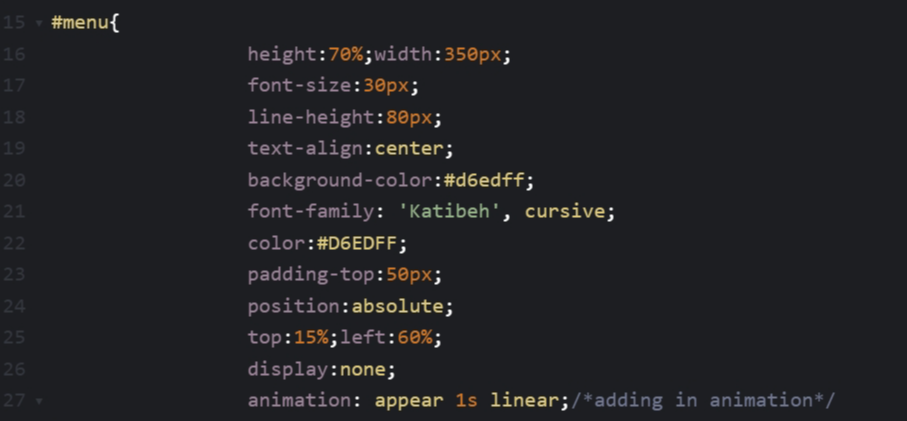 15 #menu{
16 height:70%;width:350px;
17 font-size:30px;
18 line-height:80px;
19 text-align:center;
20 background-color:#d6edff;
21 font-family: 'Katibeh', cursive;
22 color:#D6EDFF;
23 padding-top:50px;
24 position:absolute;
25 top:15%;left:60%;
26 display:none;
27 animation: appear 1s linear;/*adding in animation*/